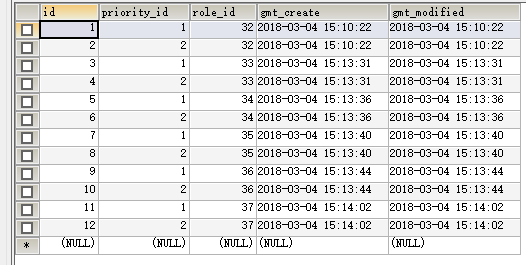 id priority_id role_id gmt_create gmt_modified
1 1 32 2018-03-04 15:10:22 2018-03-04 15:10:22
2 2 32 2018-03-04 15:10:22 2018-03-04 15:10:22
3 1 33 2018-03-04 15:13:31 2018-03-04 15:13:31
4 2 33 2018-03-04 15:13:31 2018-03-04 15:13:31
5 1 34 2018-03-04 15:13:36 2018-03-04 15:13:36
6 2 34 2018-03-04 15:13:36 2018-03-04 15:13:36
7 1 35 2018-03-04 15:13:40 2018-03-04 15:13:40
8 2 35 2018-03-04 15:13:40 2018-03-04 15:13:40
9 1 36 2018-03-04 15:13:44 2018-03-04 15:13:44
10 2 36 2018-03-04 15:13:44 2018-03-04 15:13:44
11 1 37 2018-03-04 15:14:02 2018-03-04 15:14:02
12 2 37 2018-03-04 15:14:02 2018-03-04 15:14:02
* (NULL) (NULL) (NULL) (NULL) (NULL)